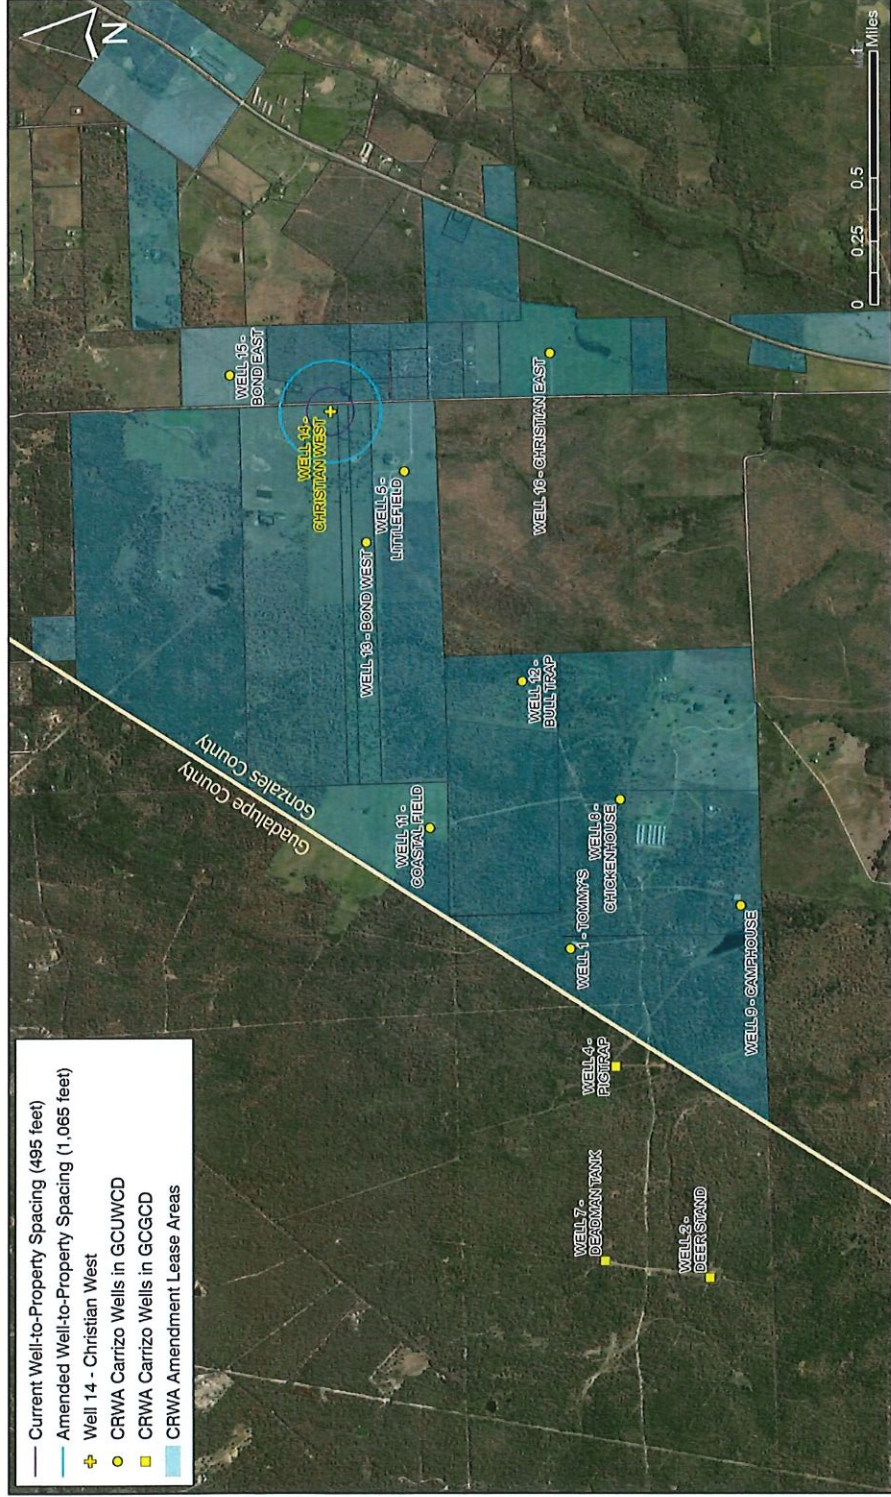 Current Well-to-Property Spacing (495 feet)
Amended Well-to-Property Spacing (1,065 feet)
Well 14 - Christian West
CRWA Carrizo Wells in GCUWCD
CRWA Carrizo Wells in GCGCD
CRWA Amendment Lease Areas
N
Guadalupe County
Gonzales County
WELL 7 -
DEADMAN TANK
WELL 2 -
DEER STAND
WELL 4 -
PIGTRAP
WELL 1 - TOMMY'S
WELL 9 - CAMPHOUSE
WELL 11 -
COASTAL FIELD
WELL 8 -
CHICKENHOUSE
WELL 12 -
BULL TRAP
WELL 13 - BOND WEST
WELL 5 -
LITTLEFIELD
WELL 14 -
CHRISTIAN WEST
WELL 15 -
BOND EAST
WELL 16 - CHRISTIAN EAST
0 0.25 0.5 1
Miles